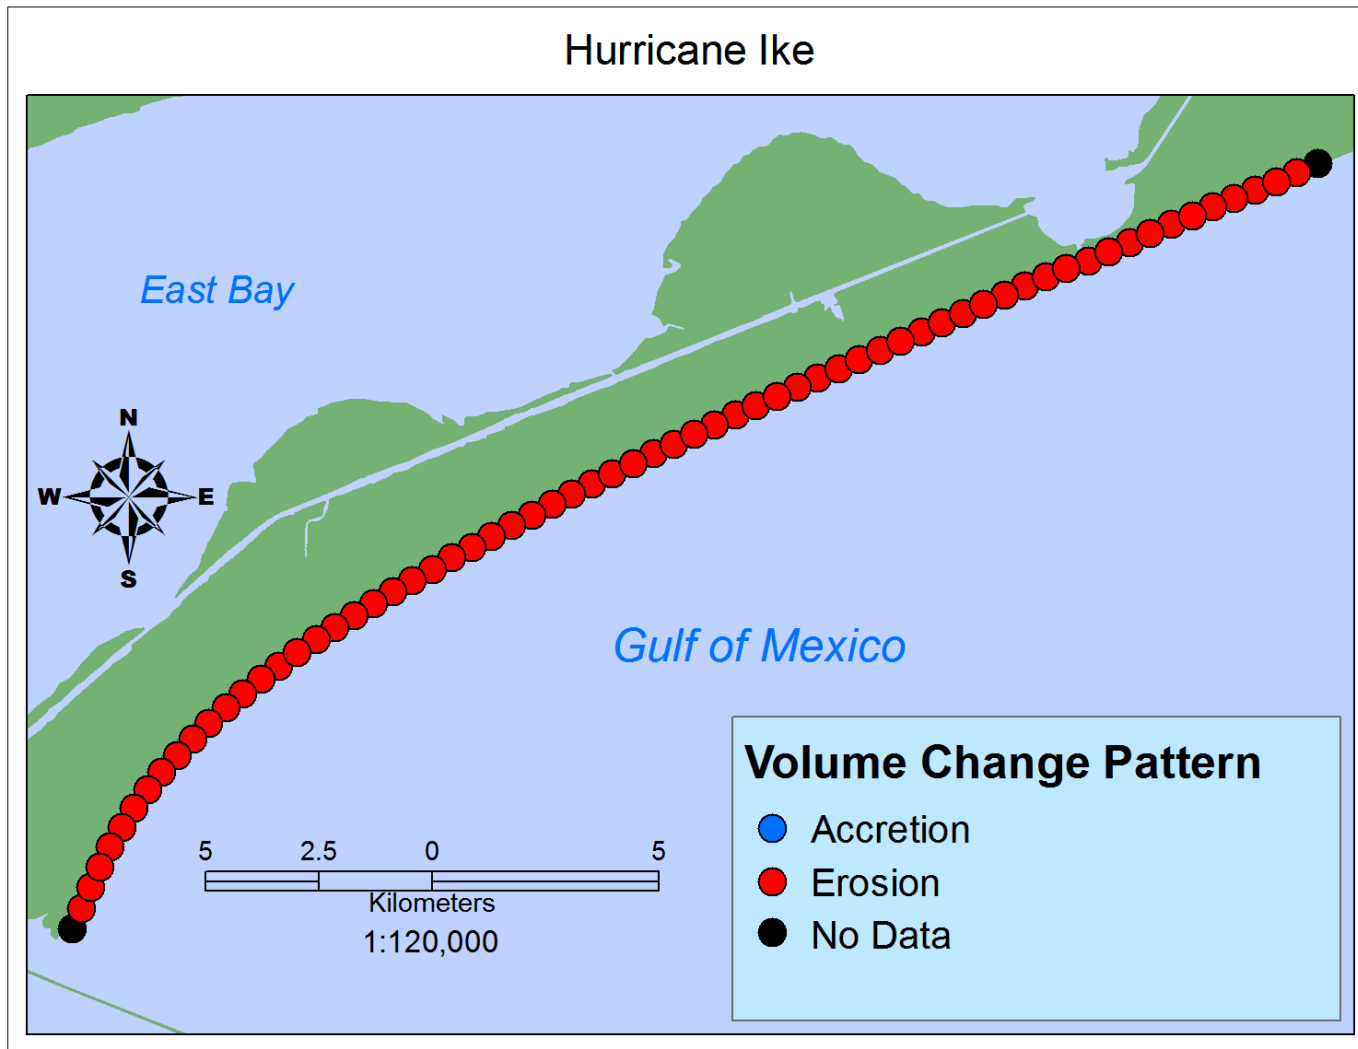 Hurricane Ike
East Bay
N
W E
S
Gulf of Mexico
5 2.5 0 5
Kilometers
1:120,000
Volume Change Pattern
Accretion
Erosion
No Data